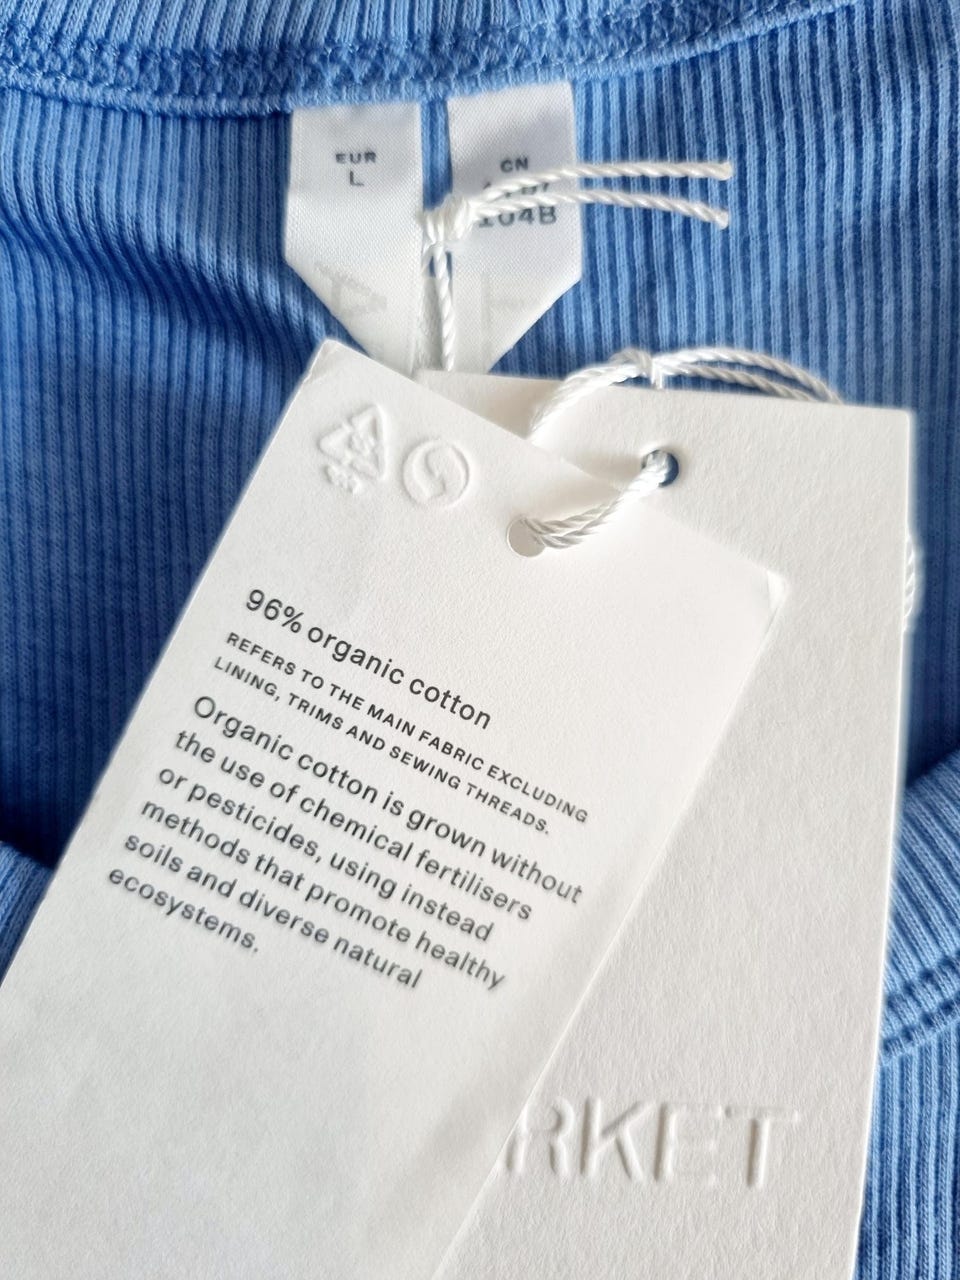 EUR
L
CN
104B
96% organic cotton
REFERS TO THE MAIN FABRIC EXCLUDING
LINING, TRIMS AND SEWING THREADS.
Organic cotton is grown without
the use of chemical fertilisers
or pesticides, using instead
methods that promote healthy
soils and diverse natural
ecosystems.
RKET